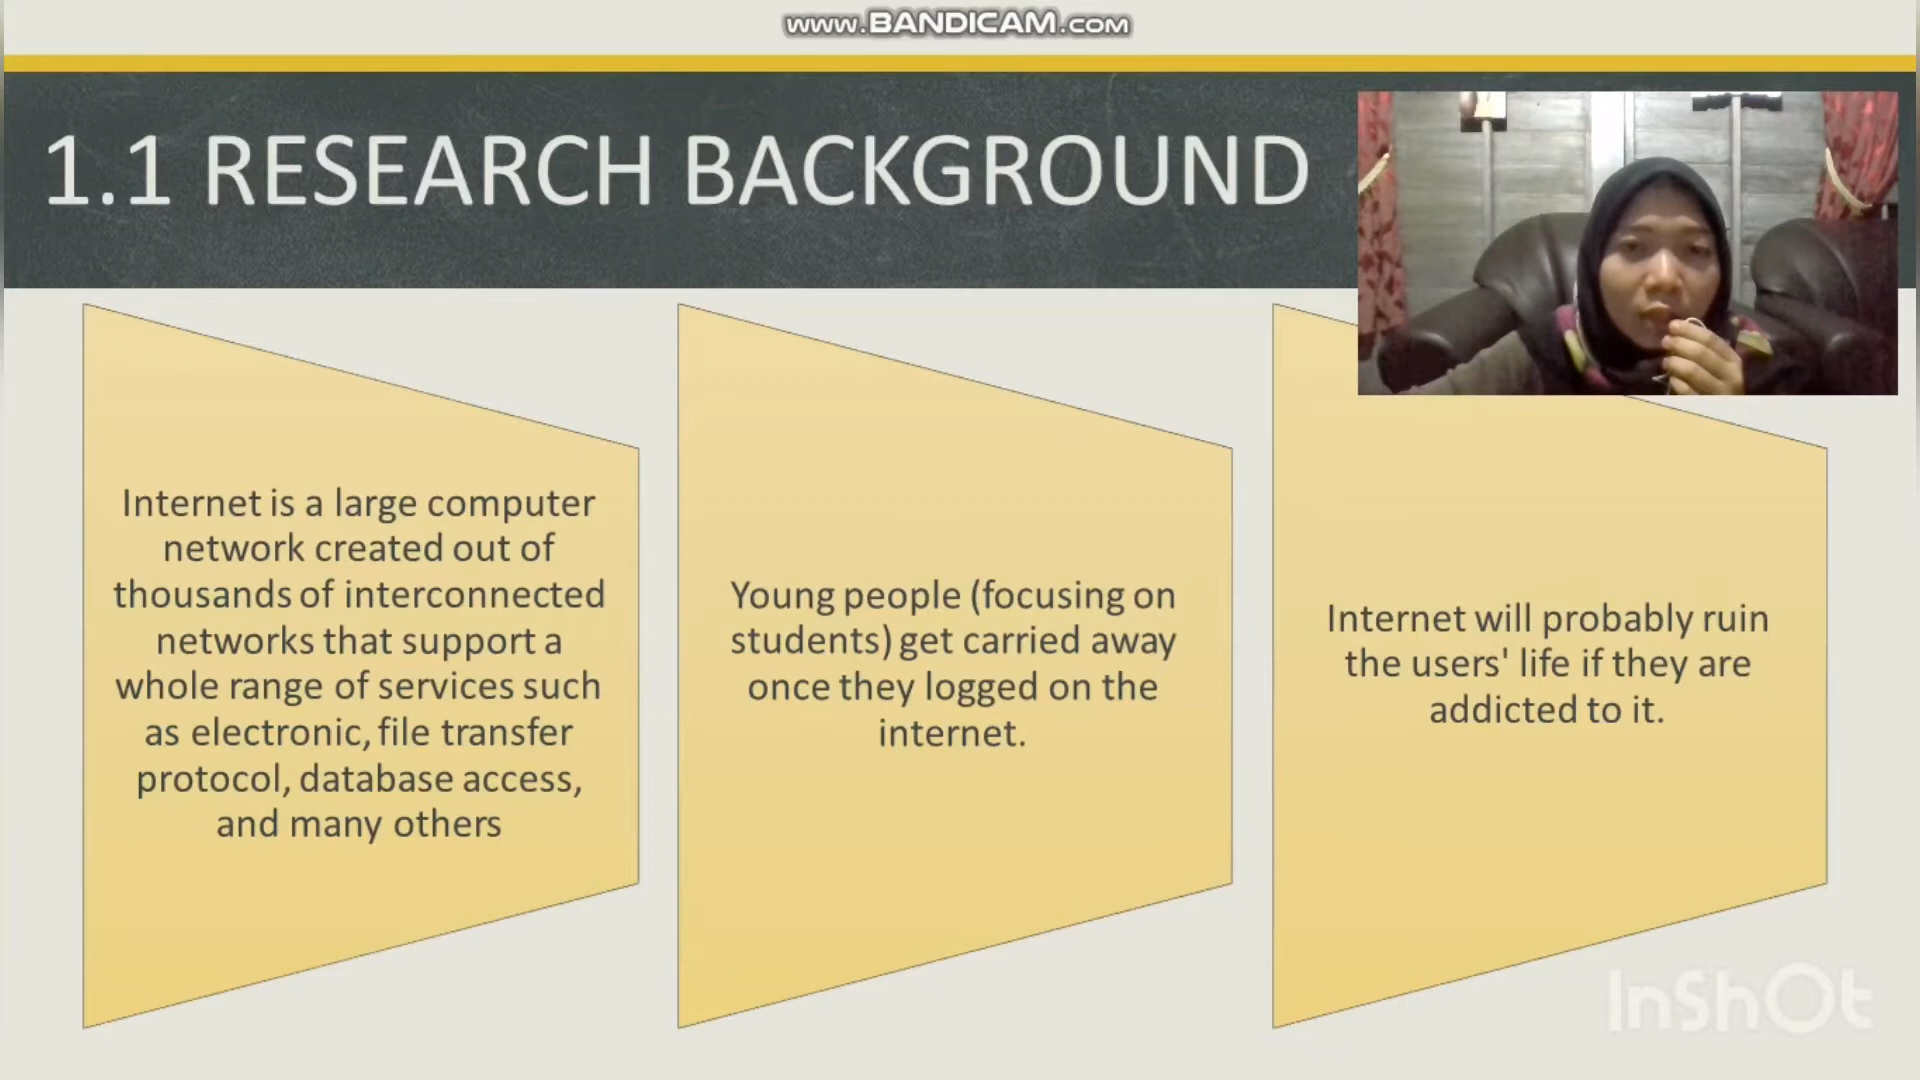 www.BANDICAM.com
1.1 RESEARCH BACKGROUND
Internet is a large computer
network created out of
thousands of interconnected
networks that support a
whole range of services such
as electronic, file transfer
protocol, database access,
and many others
Young people (focusing on
students) get carried away
once they logged on the
internet.
Internet will probably ruin
the users' life if they are
addicted to it.
InShOt